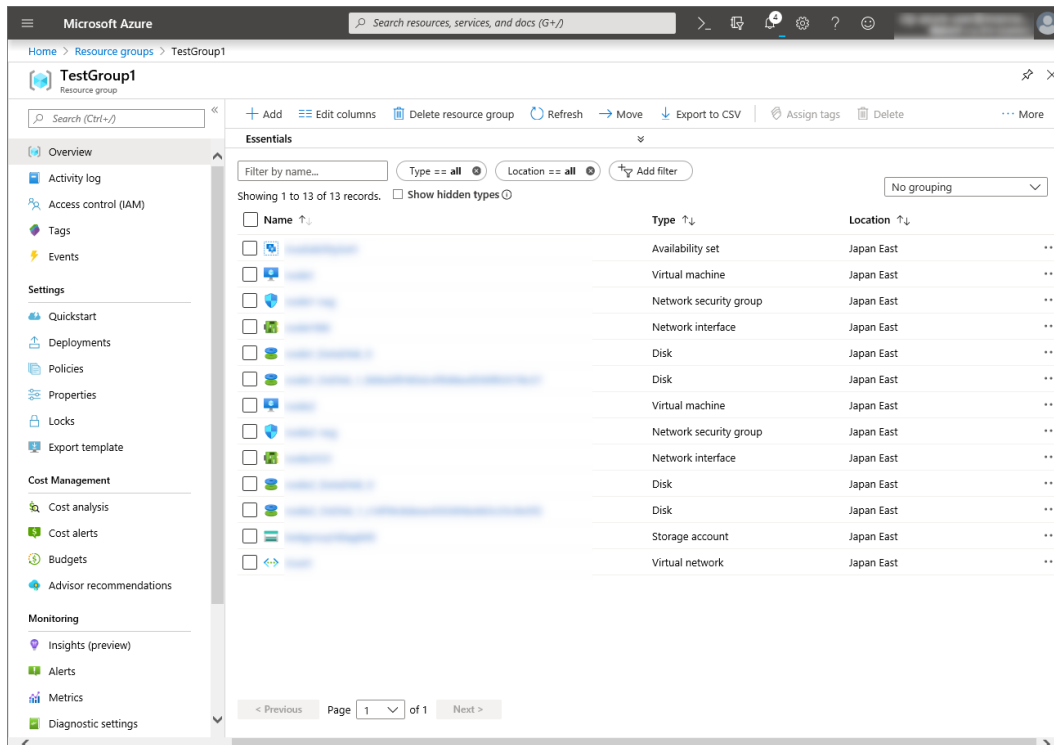 Microsoft Azure
Search resources, services, and docs (G+/)
4
Home > Resource groups > TestGroup1
TestGroup1
Resource group
Search (Ctrl+/)
Overview
Activity log
Access control (IAM)
Tags
Events
Settings
Quickstart
Deployments
Policies
Properties
Locks
Export template
Cost Management
Cost analysis
Cost alerts
Budgets
Advisor recommendations
Monitoring
Insights (preview)
Alerts
Metrics
Diagnostic settings
Add Edit columns Delete resource group Refresh Move Export to CSV Assign tags Delete ... More
Essentials
Filter by name... Type == all Location == all Add filter
Showing 1 to 13 of 13 records. Show hidden types
No grouping
Name Type Location
Availability set Japan East
Virtual machine Japan East
Network security group Japan East
Network interface Japan East
Disk Japan East
Disk Japan East
Virtual machine Japan East
Network security group Japan East
Network interface Japan East
Disk Japan East
Disk Japan East
Storage account Japan East
Virtual network Japan East
< Previous Page 1 of 1 Next >